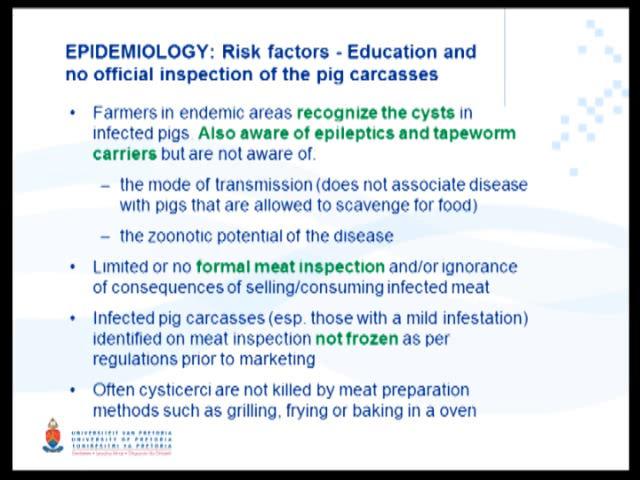 EPIDEMIOLOGY: Risk factors - Education and
no official inspection of the pig carcasses
• Farmers in endemic areas recognize the cysts in
infected pigs. Also aware of epileptics and tapeworm
carriers but are not aware of.
– the mode of transmission (does not associate disease
with pigs that are allowed to scavenge for food)
– the zoonotic potential of the disease
• Limited or no formal meat inspection and/or ignorance
of consequences of selling/consuming infected meat
• Infected pig carcasses (esp. those with a mild infestation)
identified on meat inspection not frozen as per
regulations prior to marketing
• Often cysticerci are not killed by meat preparation
methods such as grilling, frying or baking in a oven
UNIVERSITEIT VAN PRETORIA
UNIVERSITY OF PRETORIA
YUNIBESITHI YA PRETORIA